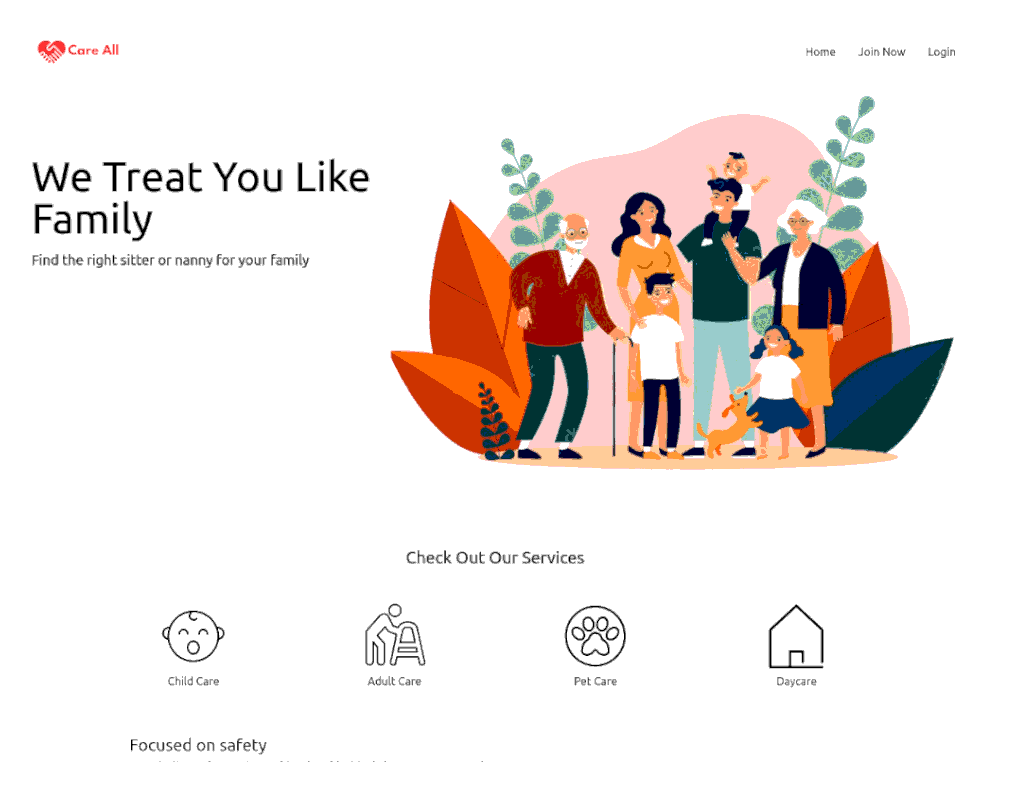 Care All
Home Join Now Login
We Treat You Like
Family
Find the right sitter or nanny for your family
Check Out Our Services
Child Care Adult Care Pet Care Daycare
Focused on safety